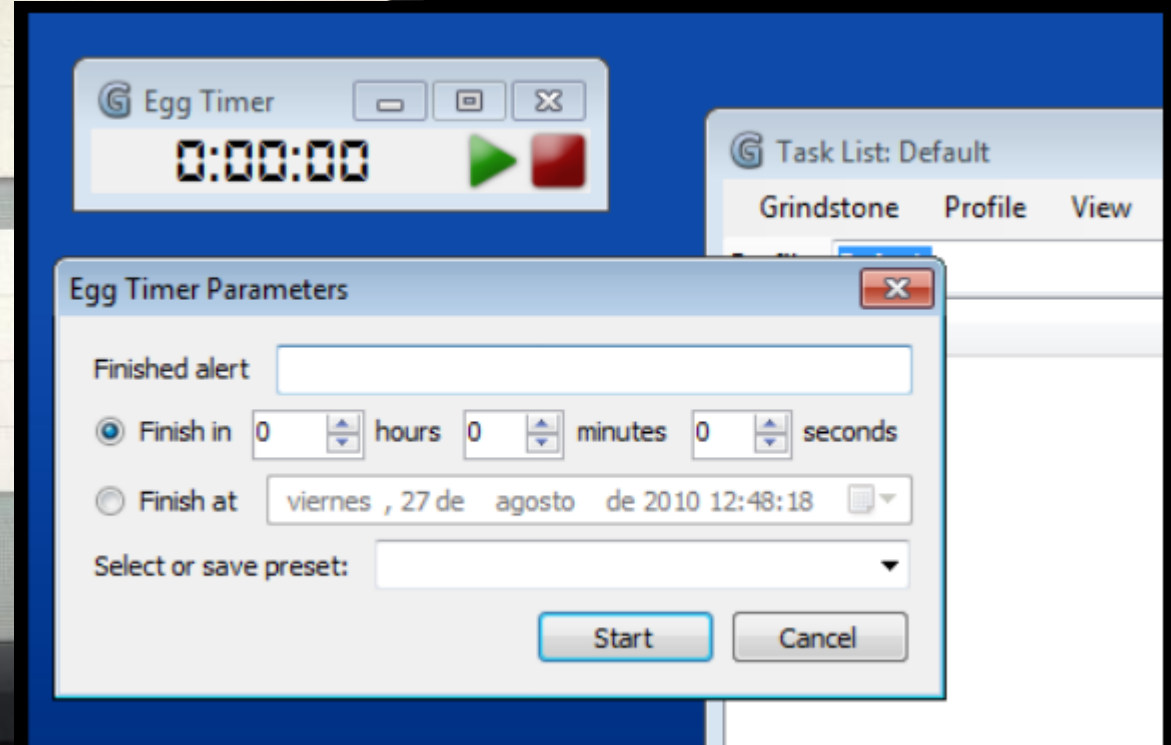 Egg Timer
0:00:00
Task List: Default
Grindstone Profile View
Egg Timer Parameters
Finished alert
Finish in 0 hours 0 minutes 0 seconds
Finish at viernes , 27 de agosto de 2010 12:48:18
Select or save preset:
Start Cancel